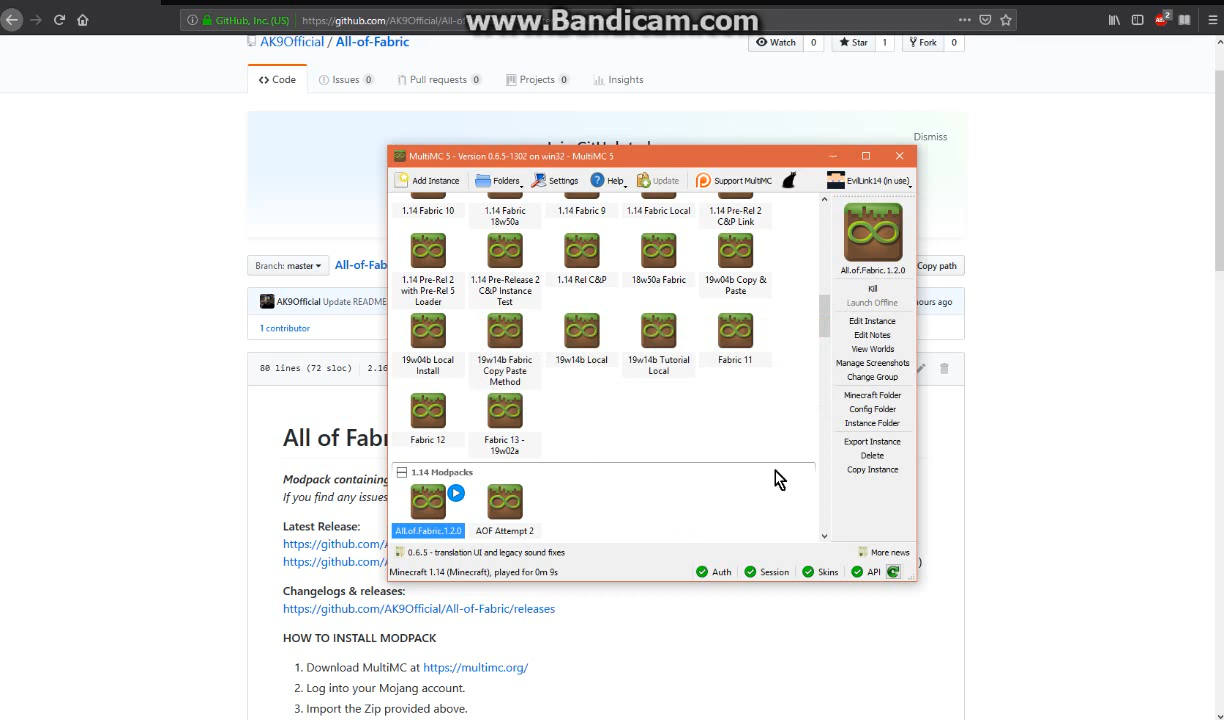 GitHub, Inc. (US)
https://github.com/AK9Official/All-of-
www.Bandicam.com
2
AK9Official / All-of-Fabric
Watch 0
Star 1
Fork 0
Code
Issues 0
Pull requests 0
Projects 0
Insights
Dismiss
MultiMC 5 - Version 0.6.5-1302 on win32 - MultiMC 5
Add Instance
Folders
Settings
Help
Update
Support MultiMC
EvilLink14 (in use)
1.14 Fabric 10
1.14 Fabric
18w50a
1.14 Fabric 9
1.14 Fabric Local
1.14 Pre-Rel 2
C&P Link
1.14 Pre-Rel 2
with Pre-Rel 5
Loader
1.14 Pre-Release 2
C&P Instance
Test
1.14 Rel C&P
18w50a Fabric
19w04b Copy &
Paste
19w04b Local
Install
19w14b Fabric
Copy Paste
Method
19w14b Local
19w14b Tutorial
Local
Fabric 11
Fabric 12
Fabric 13 -
19w02a
1.14 Modpacks
All.of.Fabric.1.2.0
AOF Attempt 2
All.of.Fabric.1.2.0
Kill
Launch Offline
Edit Instance
Edit Notes
View Worlds
Manage Screenshots
Change Group
Minecraft Folder
Config Folder
Instance Folder
Export Instance
Delete
Copy Instance
0.6.5 - translation UI and legacy sound fixes
More news
Minecraft 1.14 (Minecraft), played for 0m 9s
Auth
Session
Skins
API
Branch: master
All-of-Fab
Copy path
AK9Official Update README
ours ago
1 contributor
80 lines (72 sloc)
2.16
All of Fabr
Modpack containing
If you find any issues
Latest Release:
https://github.com/A
https://github.com/A
)
Changelogs & releases:
https://github.com/AK9Official/All-of-Fabric/releases
HOW TO INSTALL MODPACK
1. Download MultiMC at https://multimc.org/
2. Log into your Mojang account.
3. Import the Zip provided above.